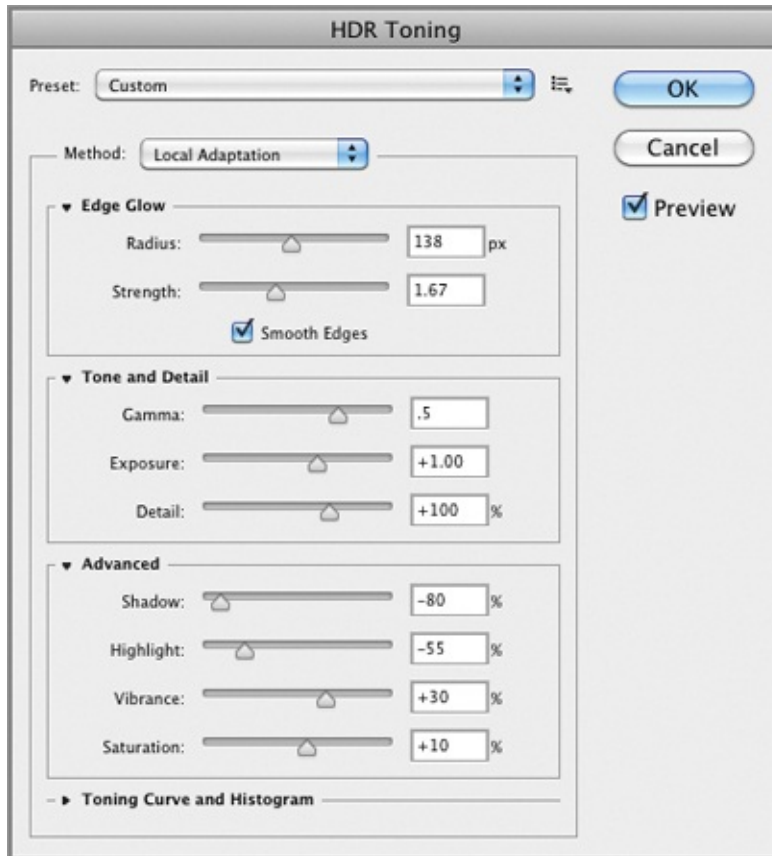 HDR Toning
Preset: Custom
OK
Method: Local Adaptation
Cancel
Preview
Edge Glow
Radius: 138 px
Strength: 1.67
Smooth Edges
Tone and Detail
Gamma: .5
Exposure: +1.00
Detail: +100 %
Advanced
Shadow: -80 %
Highlight: -55 %
Vibrance: +30 %
Saturation: +10 %
Toning Curve and Histogram